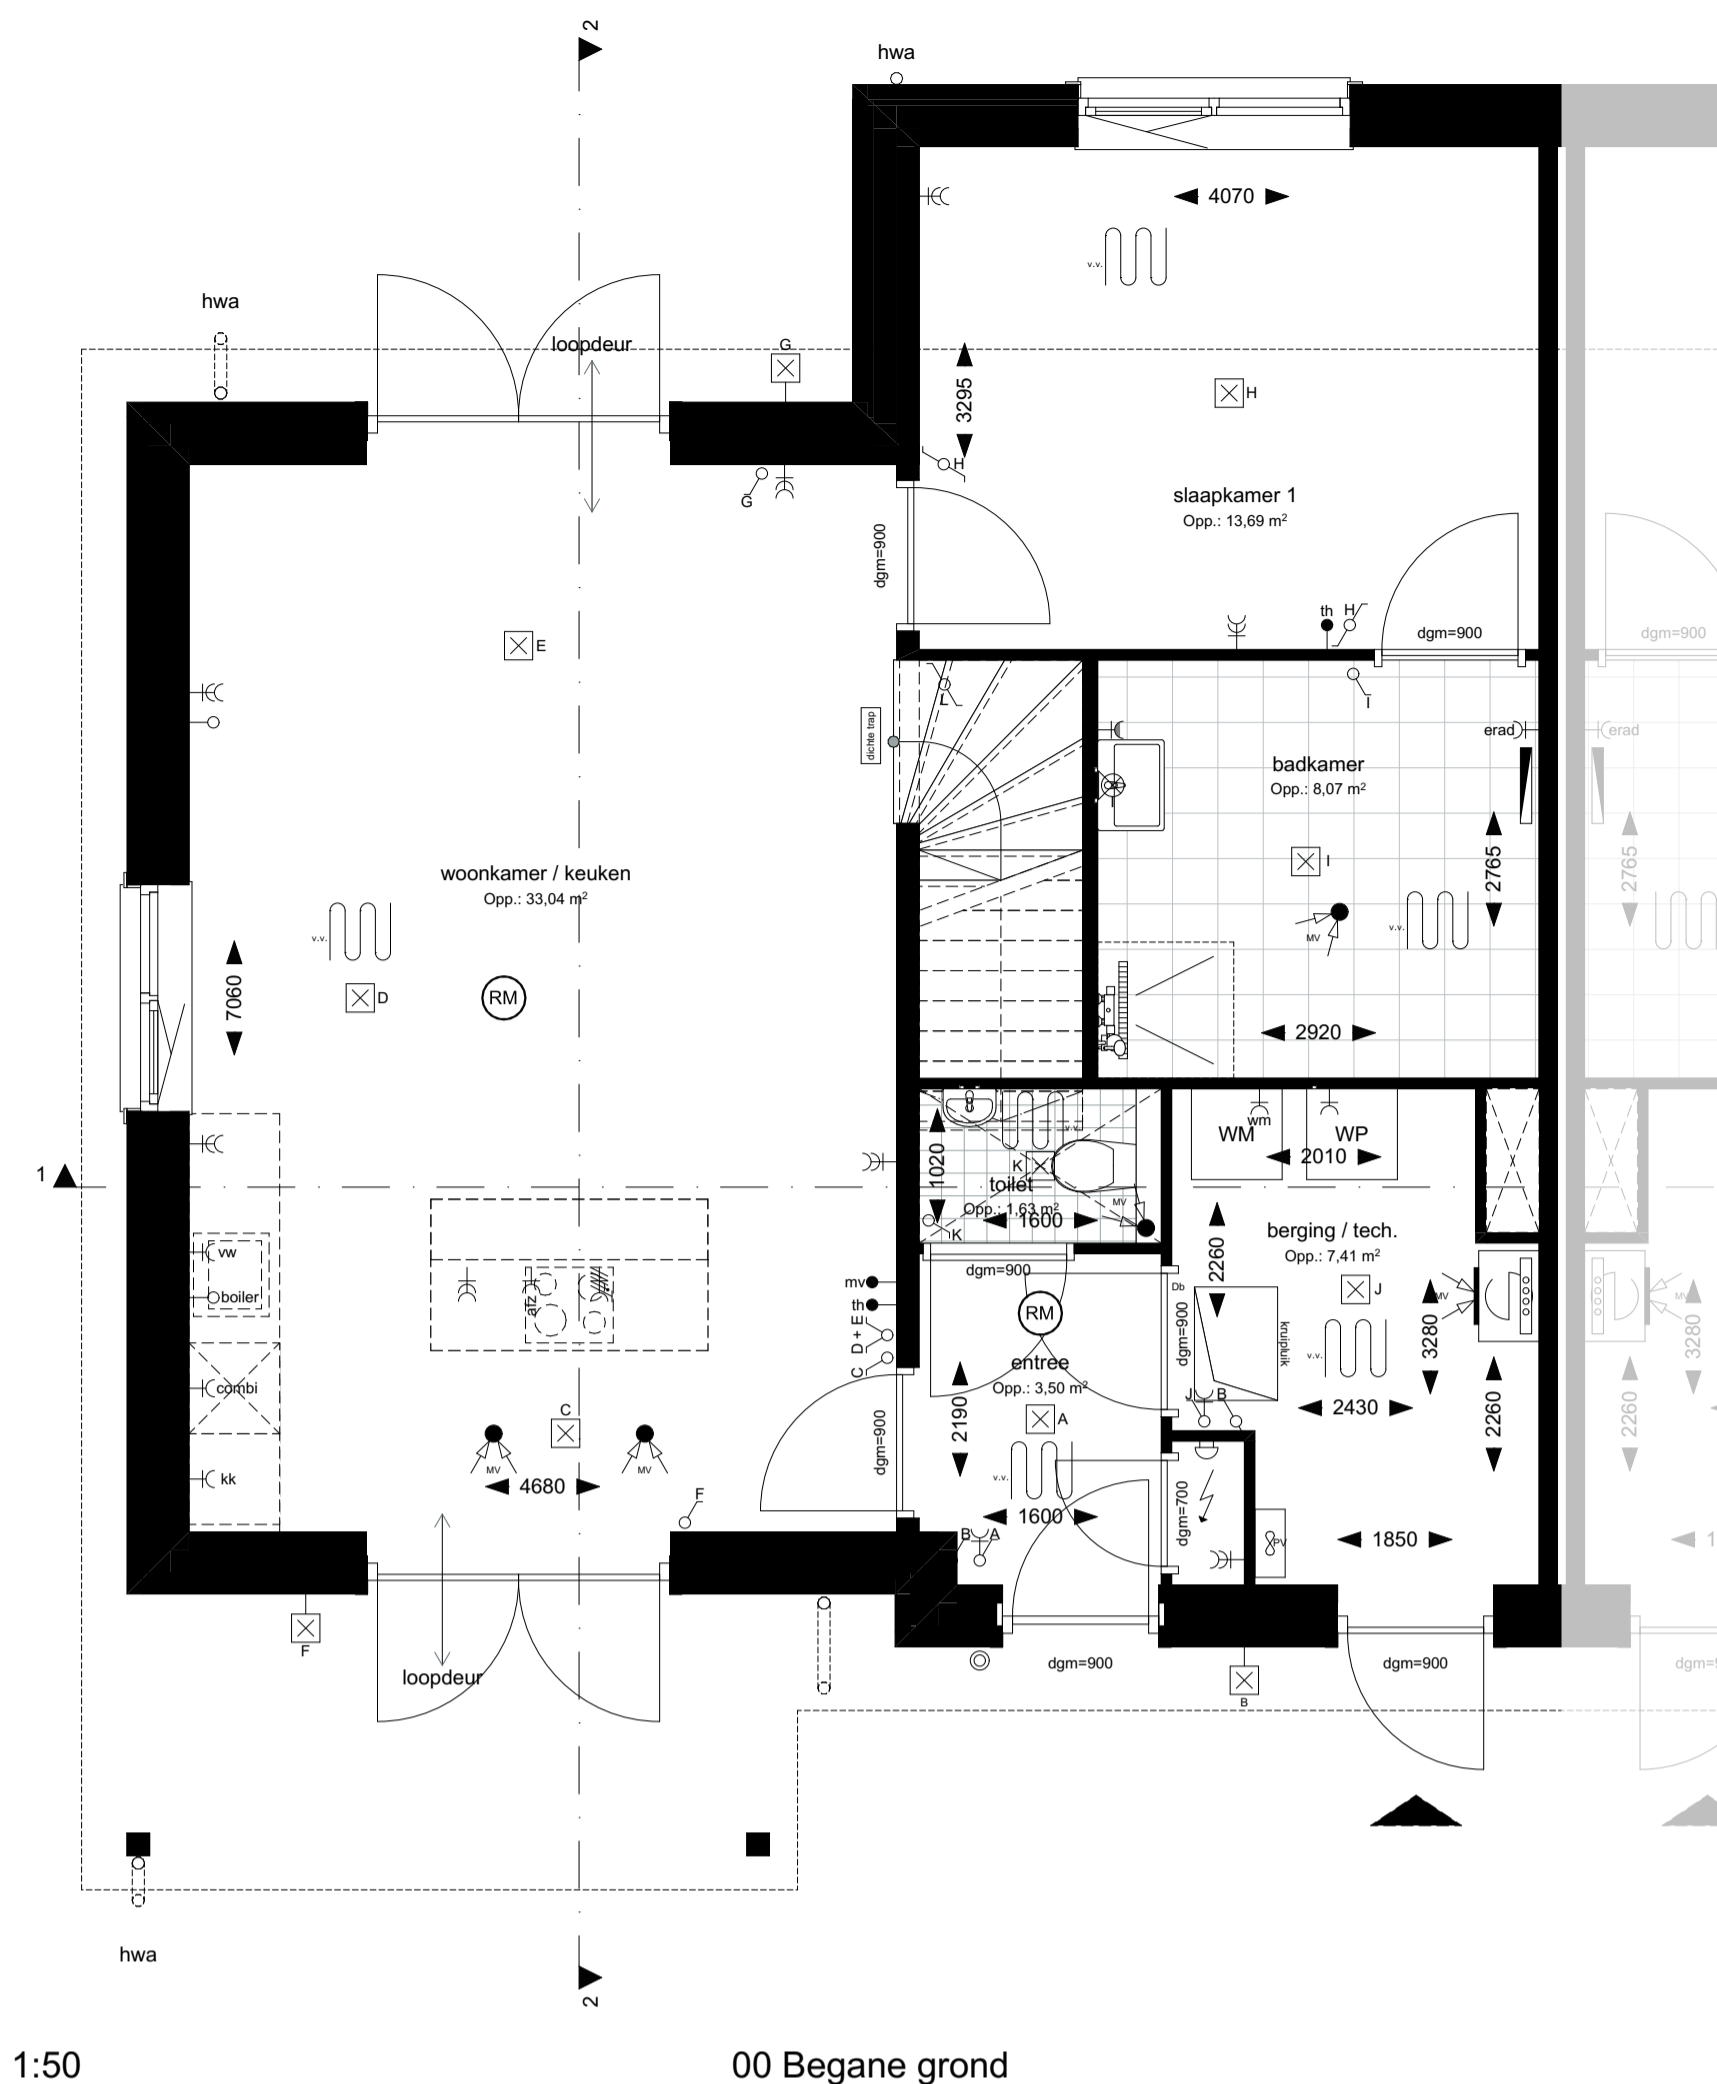 2
hwa
4070
v.v.
hwa
loopdeur
G
3295
H
H
G
slaapkamer 1
Opp.: 13,69 m²
dgm=900
th
H
dgm=900
dgm=900
E
L
I
dichte trap
erad
erad
badkamer
Opp.: 8,07 m²
I
2765
2765
woonkamer / keuken
Opp.: 33,04 m²
v.v.
MV
v.v.
7060
D
RM
2920
1
WM
wm
WP
2010
1020
v.v.
K
toilet
Opp.: 1,63 m²
1600
MV
K
berging / tech.
Opp.: 7,41 m²
2260
J
vw
boiler
afz
mv
th
D + E
C
dgm=900
RM
Db
dgm=900
kruipluik
MV
3280
MV
3280
v.v.
combi
entree
Opp.: 3,50 m²
J
B
2430
2260
2260
C
A
2190
dgm=900
kk
MV
MV
4680
v.v.
dgm=700
F
1600
B
A
PV
1850
1
F
loopdeur
dgm=900
B
dgm=900
dgm=9
hwa
2
1:50
00 Begane grond